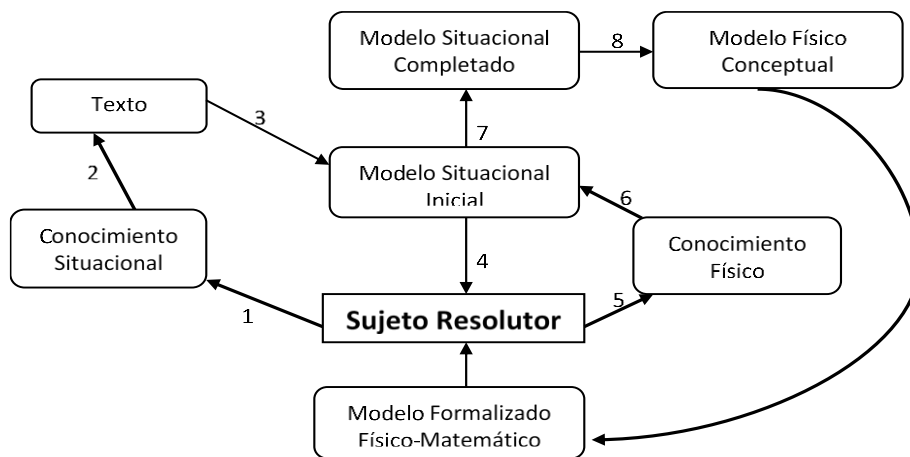 Modelo Situacional
Completado
8
Modelo Físico
Conceptual
Texto
3
7
2
Modelo Situacional
Inicial
6
Conocimiento
Situacional
4
Conocimiento
Físico
1
Sujeto Resolutor
5
Modelo Formalizado
Físico-Matemático